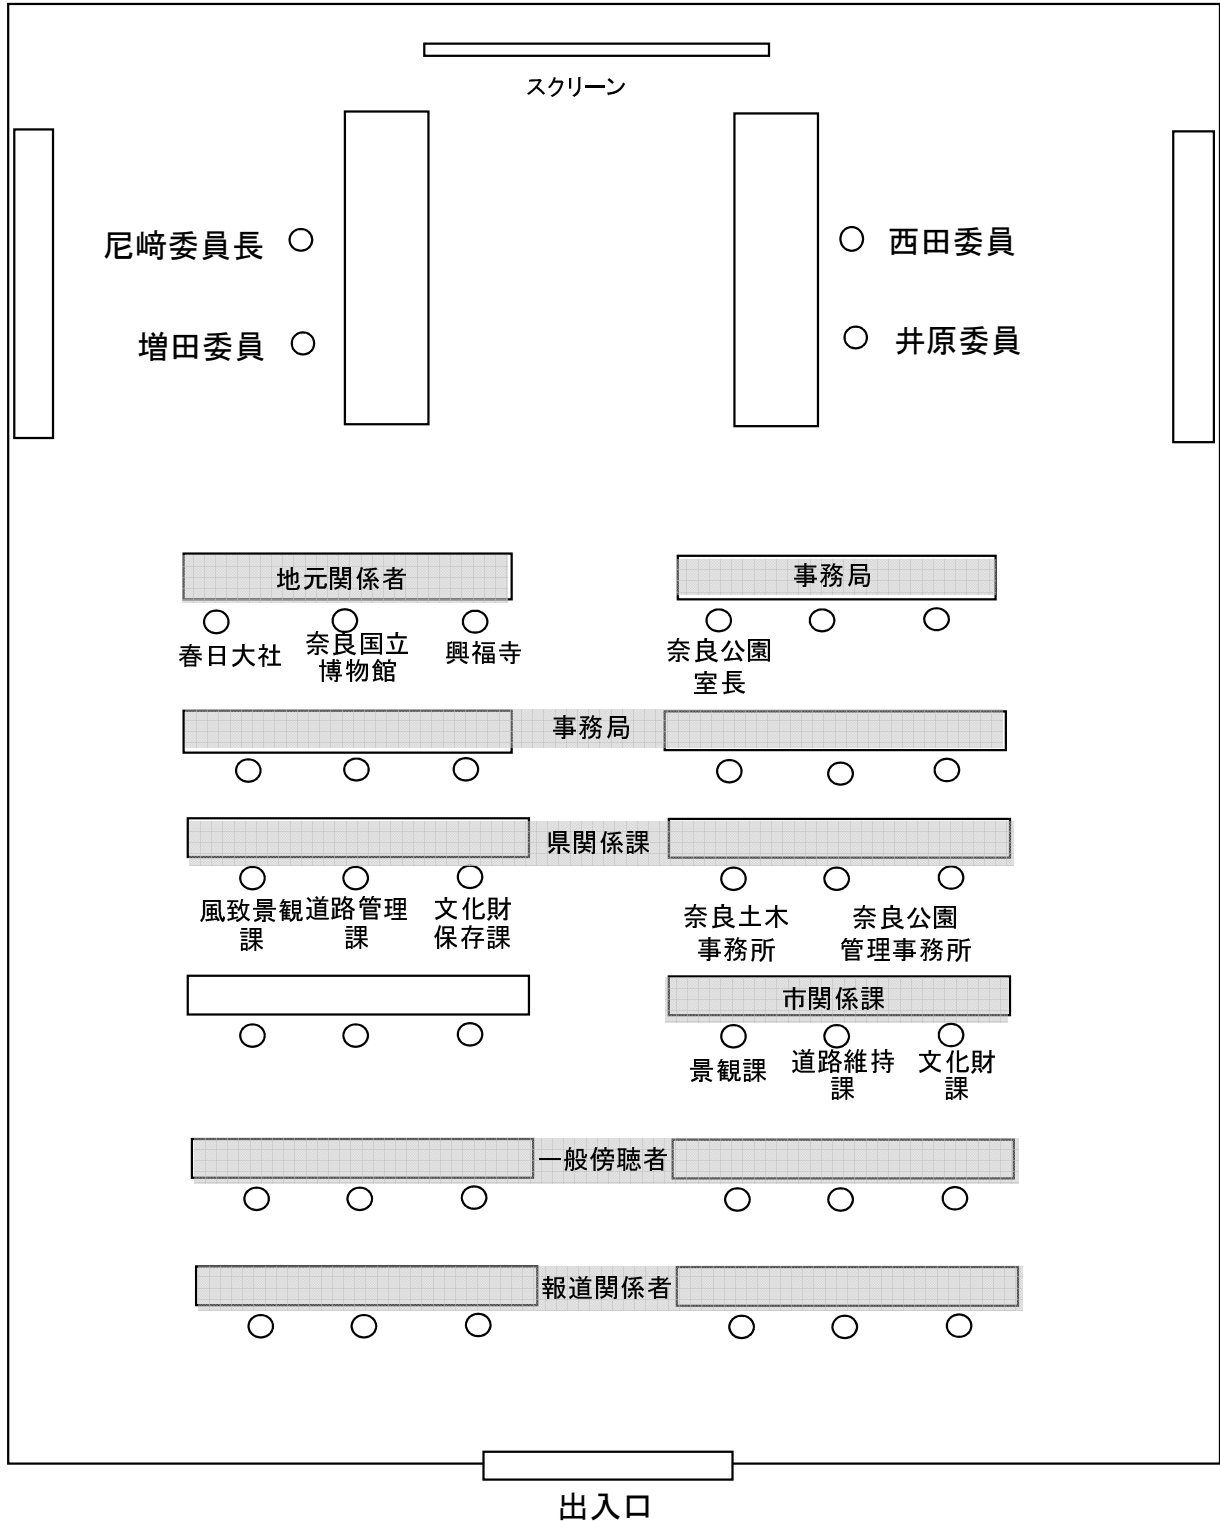 スクリーン
尼﨑委員長
西田委員
増田委員
井原委員
地元関係者
事務局
春日大社
奈良国立
博物館
興福寺
奈良公園
室長
事務局
県関係課
風致景観
課
道路管理
課
文化財
保存課
奈良土木
事務所
奈良公園
管理事務所
市関係課
景観課
道路維持
課
文化財
課
一般傍聴者
報道関係者
出入口